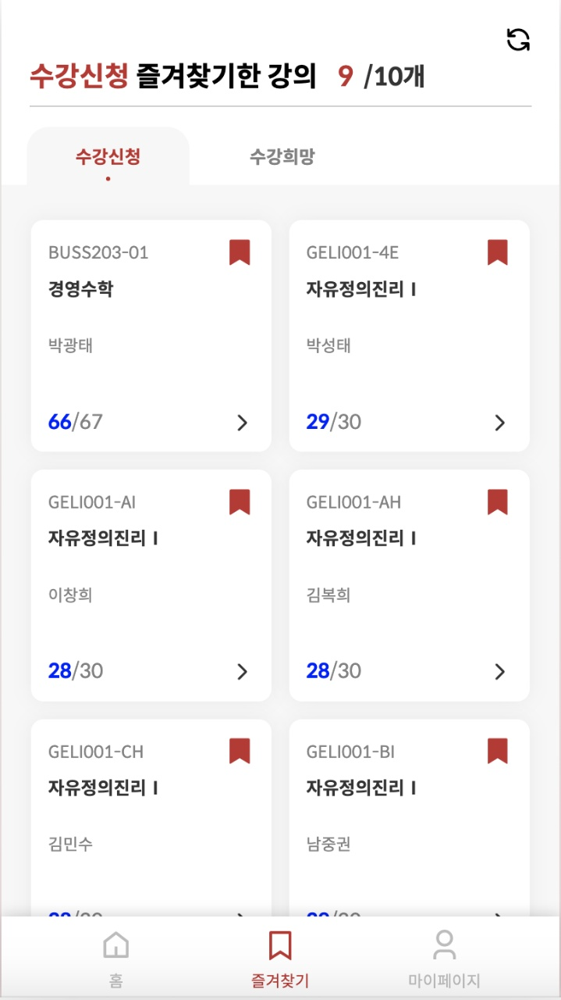 수강신청 즐겨찾기한 강의 9 /10개
수강신청 수강희망
BUSS203-01
경영수학
박광태
66/67
GELI001-4E
자유정의진리 I
박성태
29/30
GELI001-AI
자유정의진리 I
이창희
28/30
GELI001-AH
자유정의진리 I
김복희
28/30
GELI001-CH
자유정의진리 I
김민수
GELI001-BI
자유정의진리 I
남중권
홈 즐겨찾기 마이페이지